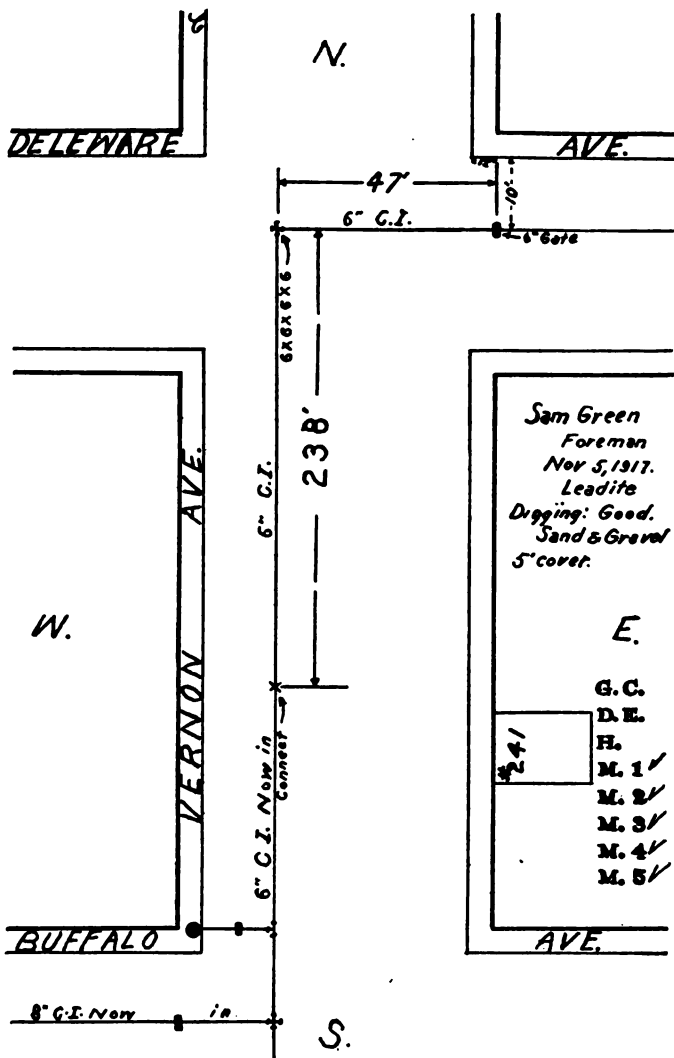 N.
DELEWARE AVE.
47'
10'
6" C.I.
6" Gate
6x6x6x6
238'
6" C.I.
VERNON AVE.
Sam Green
Foreman
Nov 5, 1917.
Leadite
Digging: Good.
Sand & Gravel
5' cover.
W.
E.
G. C.
D. E.
H.
M. 1 ✓
M. 2 ✓
M. 3 ✓
M. 4 ✓
M. 5 ✓
#241
Connect
6" C.I. Now in
BUFFALO AVE.
8" C.I. Now in
S.